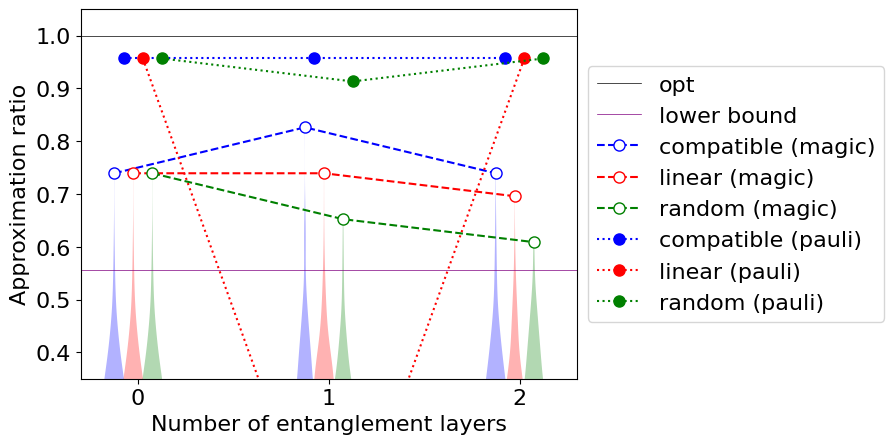 1.0
0.9
0.8
0.7
0.6
0.5
0.4
Approximation ratio
0 1 2
Number of entanglement layers
opt
lower bound
compatible (magic)
linear (magic)
random (magic)
compatible (pauli)
linear (pauli)
random (pauli)